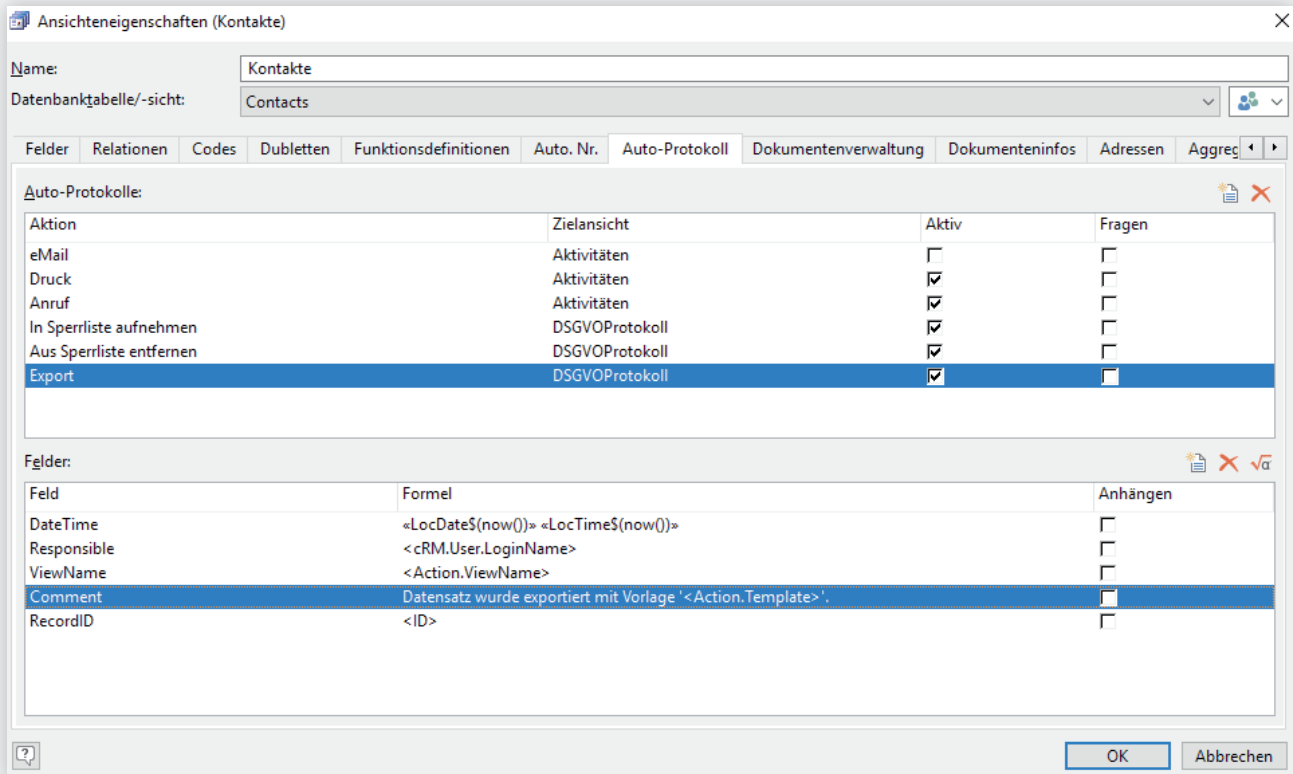 Ansichteneigenschaften (Kontakte)
Name: Kontakte
Datenbanktabelle/-sicht: Contacts
Felder Relationen Codes Dubletten Funktionsdefinitionen Auto. Nr. Auto-Protokoll Dokumentenverwaltung Dokumenteninfos Adressen Aggreg
Auto-Protokolle:
Aktion Zielansicht Aktiv Fragen
eMail Aktivitäten
Druck Aktivitäten
Anruf Aktivitäten
In Sperrliste aufnehmen DSGVOProtokoll
Aus Sperrliste entfernen DSGVOProtokoll
Export DSGVOProtokoll
Felder:
Feld Formel Anhängen
DateTime «LocDate$(now())» «LocTime$(now())»
Responsible <cRM.User.LoginName>
ViewName <Action.ViewName>
Comment Datensatz wurde exportiert mit Vorlage '<Action.Template>'.
RecordID <ID>
OK Abbrechen